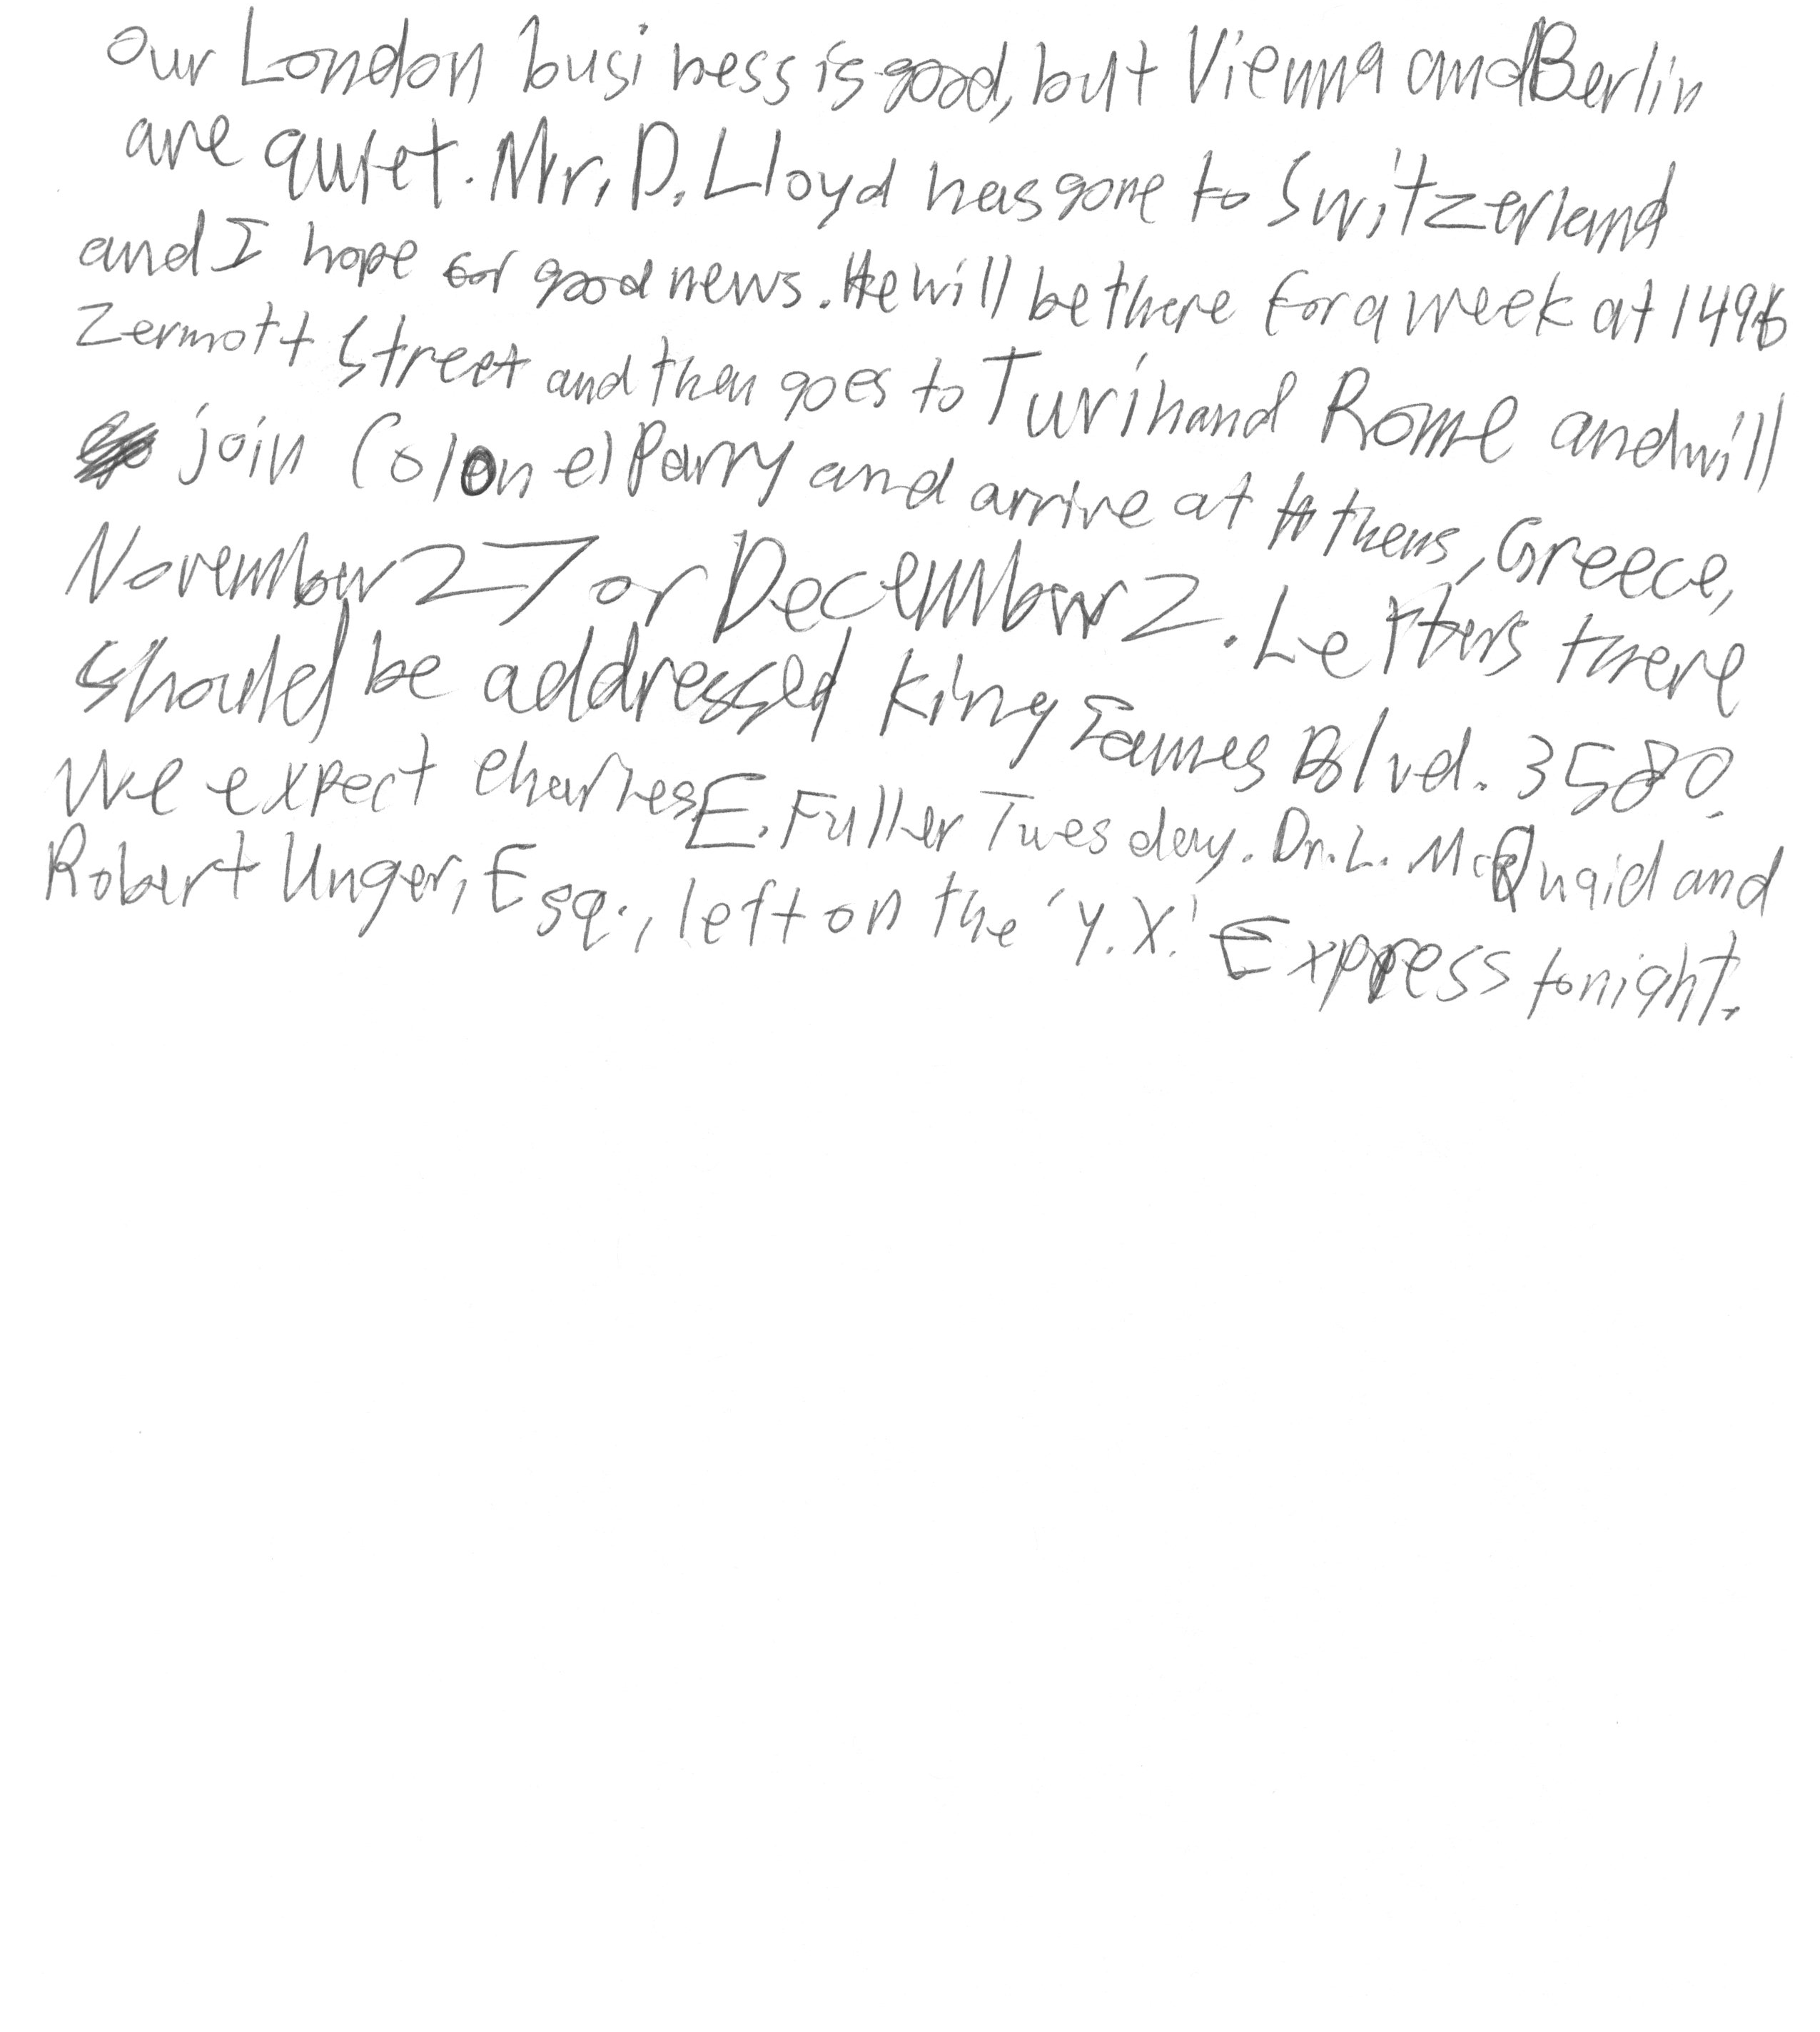 Our London business is good, but Vienna and Berlin
are quiet. Mr. D. Lloyd has gone to Switzerland
and I hope for good news. He will be there for a week at 1496
Zermott Street and then goes to Turin and Rome and will
join Colonel Parry and arrive at Athens, Greece,
November 27 or December 2. Letters there
should be addressed King James Blvd. 3580.
We expect Charles E. Fuller Tuesday. Dr. L. McQuaid and
Robert Unger, Esq., left on the 'Y.X.' Express tonight.